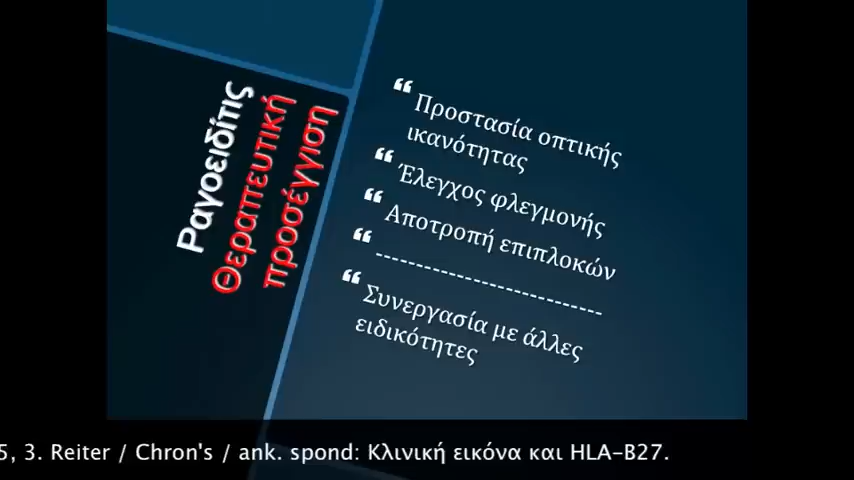 Ραγοειδίτις
Θεραπευτική
προσέγγιση
Προστασία οπτικής
ικανότητας
Έλεγχος φλεγμονής
Αποτροπή επιπλοκών
----------------------------
Συνεργασία με άλλες
ειδικότητες
5, 3. Reiter / Chron's / ank. spond: Κλινική εικόνα και HLA-B27.